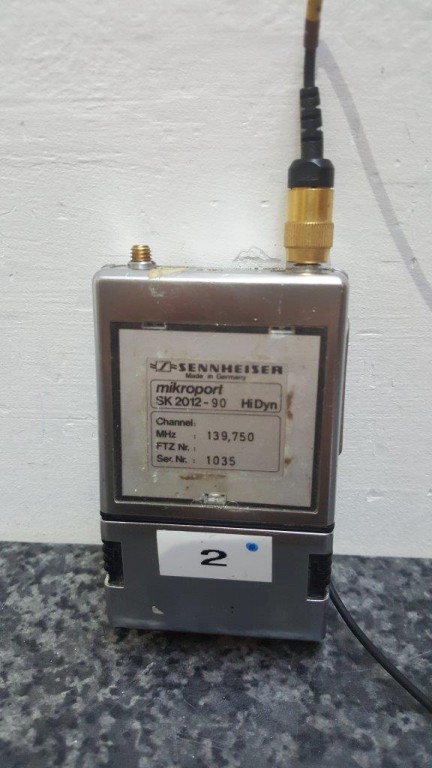 SENNHEISER
Made in Germany
mikroport
SK 2012-90 HiDyn
Channel:
MHz : 139,750
FTZ Nr. :
Ser. Nr. : 1035
2